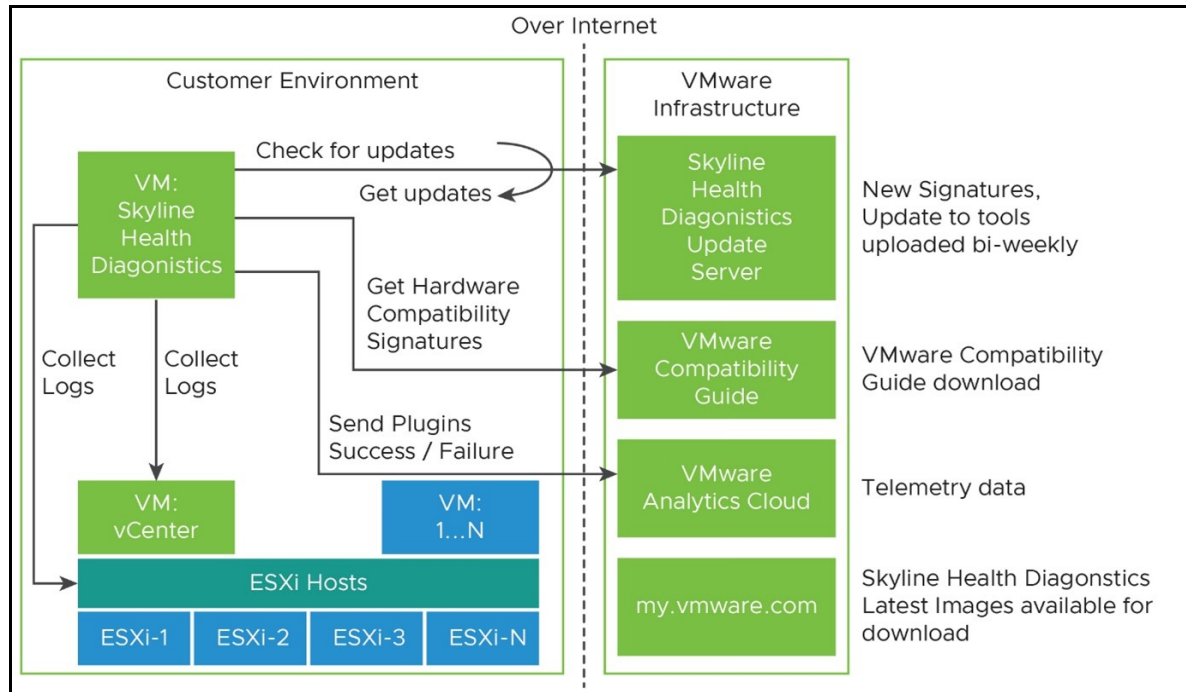 Over Internet
Customer Environment
VM:
Skyline
Health
Diagonistics
Check for updates
Get updates
Get Hardware
Compatibility
Signatures
Collect
Logs
Collect
Logs
Send Plugins
Success / Failure
VM:
vCenter
VM:
1...N
ESXi Hosts
ESXi-1
ESXi-2
ESXi-3
ESXi-N
VMware
Infrastructure
Skyline
Health
Diagonistics
Update
Server
New Signatures,
Update to tools
uploaded bi-weekly
VMware
Compatibility
Guide
VMware Compatibility
Guide download
VMware
Analytics Cloud
Telemetry data
my.vmware.com
Skyline Health Diagonstics
Latest Images available for
download